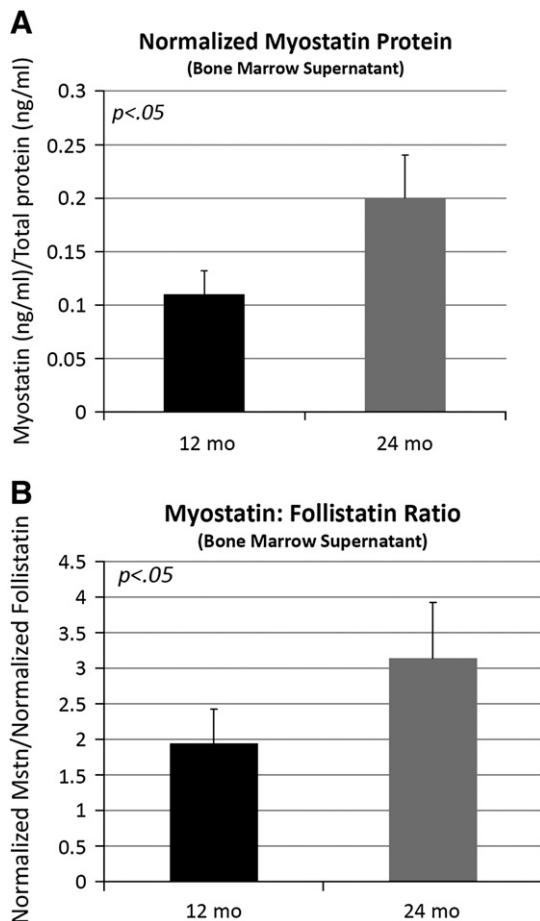 A
Normalized Myostatin Protein
(Bone Marrow Supernatant)
Myostatin (ng/ml)/Total protein (ng/ml)
0.3
p<.05
0.25
0.2
0.15
0.1
0.05
0
12 mo
24 mo
B
Myostatin: Follistatin Ratio
(Bone Marrow Supernatant)
Normalized Mstn/Normalized Follistatin
4.5
p<.05
4
3.5
3
2.5
2
1.5
1
0.5
0
12 mo
24 mo